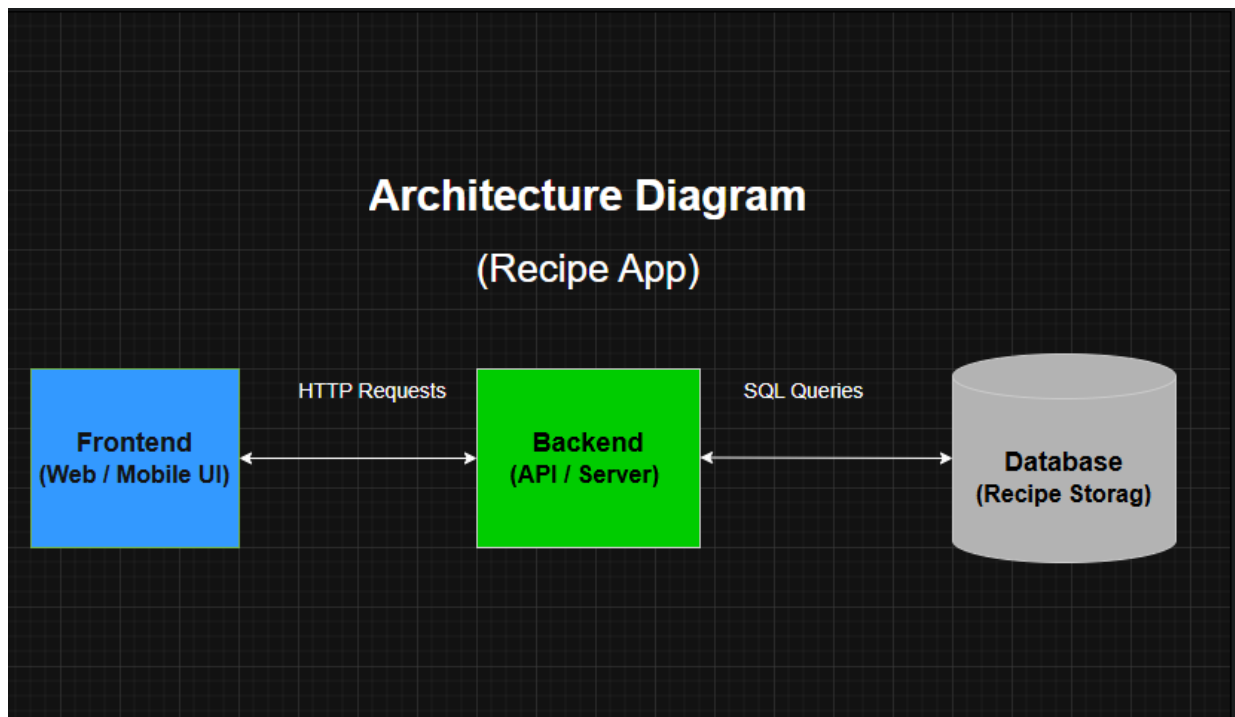 Architecture Diagram
(Recipe App)
HTTP Requests
SQL Queries
Frontend
(Web / Mobile UI)
Backend
(API / Server)
Database
(Recipe Storag)